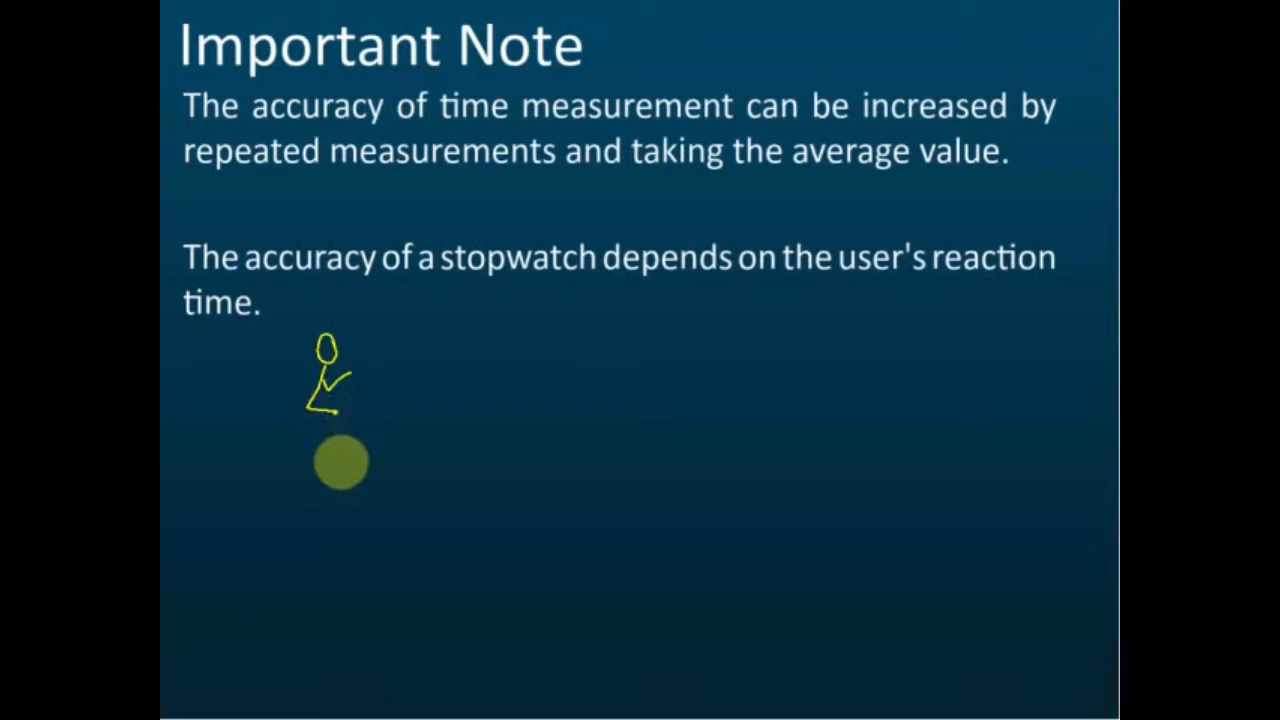 Important Note
The accuracy of time measurement can be increased by
repeated measurements and taking the average value.
The accuracy of a stopwatch depends on the user's reaction
time.